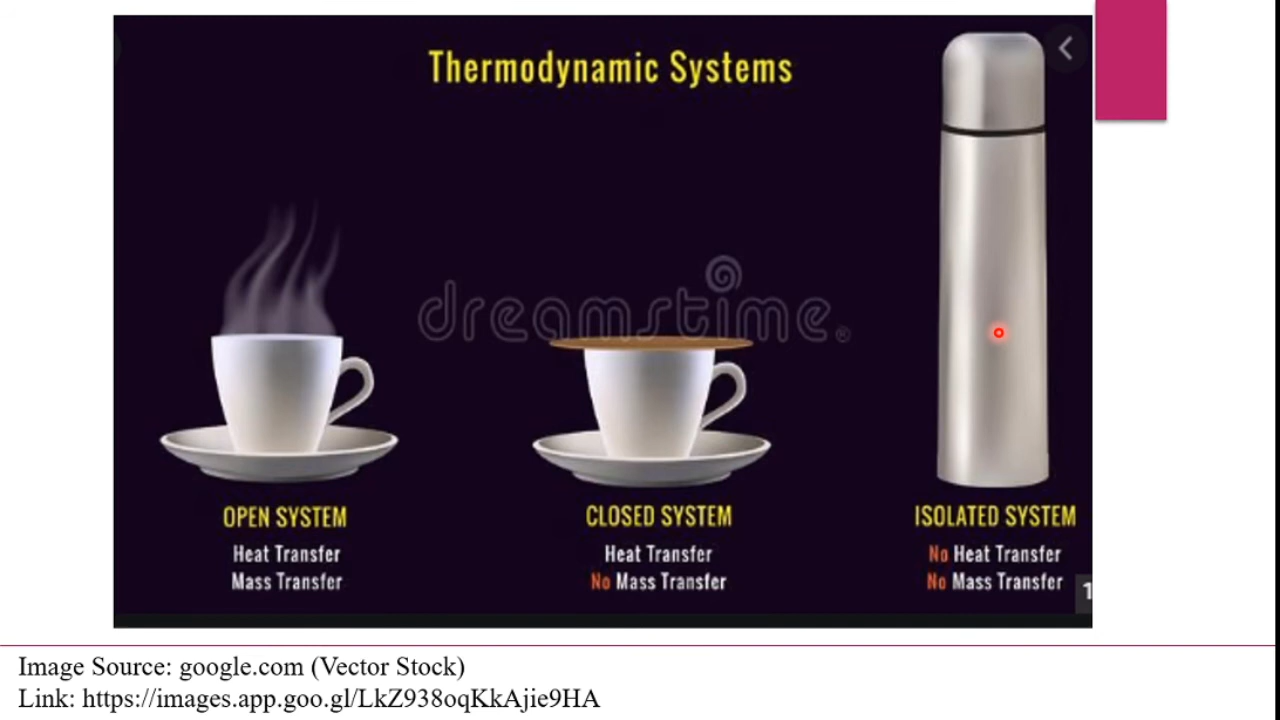 Thermodynamic Systems
dreamstime®
OPEN SYSTEM
Heat Transfer
Mass Transfer
CLOSED SYSTEM
Heat Transfer
No Mass Transfer
ISOLATED SYSTEM
No Heat Transfer
No Mass Transfer
1
Image Source: google.com (Vector Stock)
Link: https://images.app.goo.gl/LkZ938oqKkAjie9HA